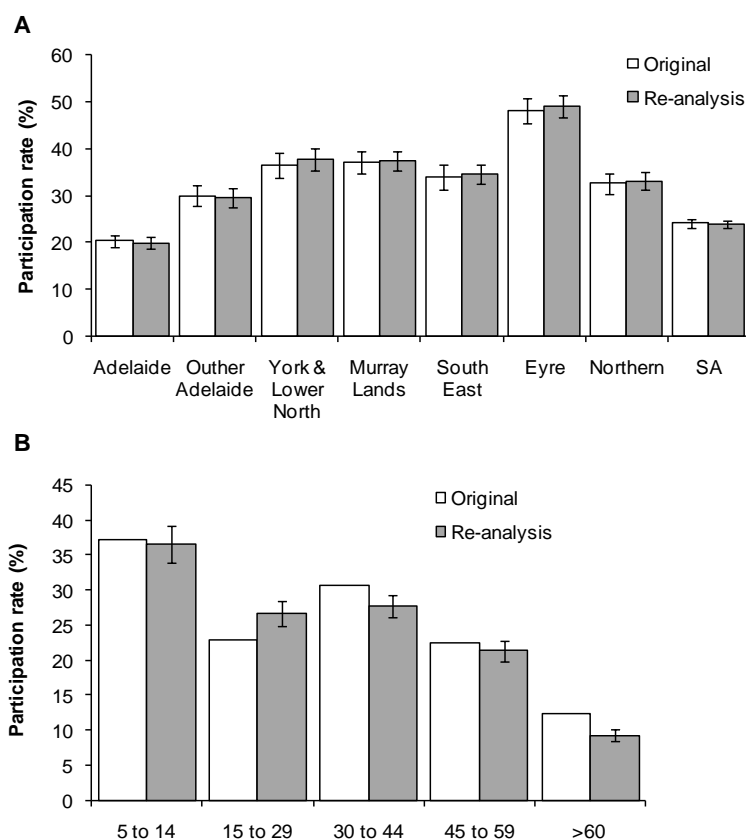 A
Participation rate (%)
60
50
40
30
20
10
0
Original
Re-analysis
Adelaide
Outher
Adelaide
York &
Lower
North
Murray
Lands
South
East
Eyre
Northern
SA
B
Participation rate (%)
45
40
35
30
25
20
15
10
5
0
Original
Re-analysis
5 to 14
15 to 29
30 to 44
45 to 59
>60